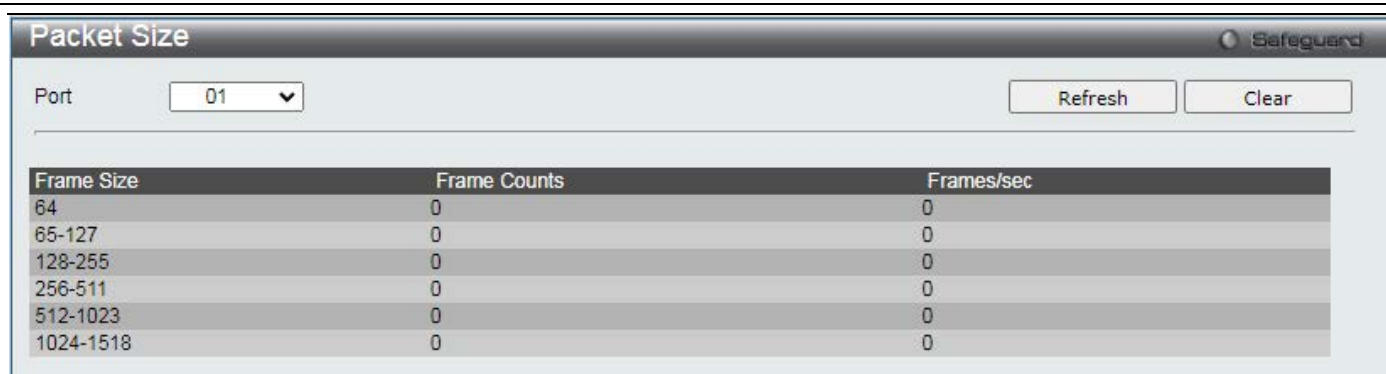 Packet Size Safeguard
Port 01 Refresh Clear
Frame Size Frame Counts Frames/sec
64 0 0
65-127 0 0
128-255 0 0
256-511 0 0
512-1023 0 0
1024-1518 0 0